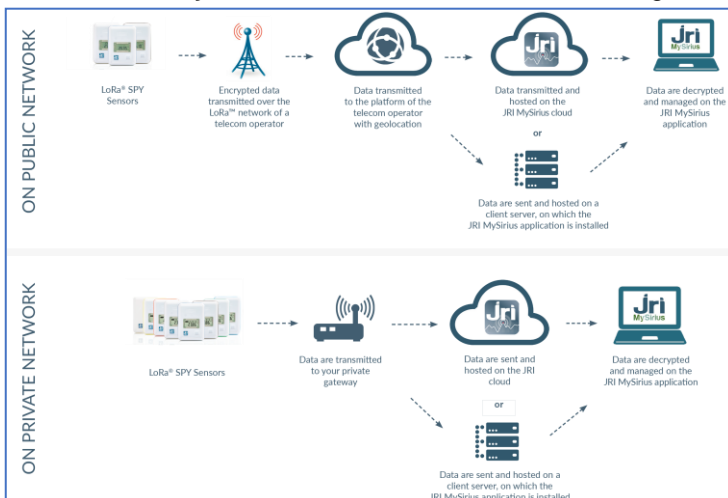 ON PUBLIC NETWORK
LoRa® SPY
Sensors
Encrypted data
transmitted over the
LoRa™ network of a
telecom operator
Data transmitted
to the platform of the
telecom operator
with geolocation
jri
Data transmitted and
hosted on the
JRI MySirius cloud
or
Data are sent and hosted on a
client server, on which the
JRI MySirius application is installed
jri
MySirius
Data are decrypted
and managed on the
JRI MySirius
application
ON PRIVATE NETWORK
LoRa® SPY Sensors
Data are transmitted
to your private
gateway
jri
Data are sent and
hosted on the JRI
cloud
or
Data are sent and hosted on a
client server, on which the
JRI MySirius application is installed
jri
MySirius
Data are decrypted
and managed on the
JRI MySirius application